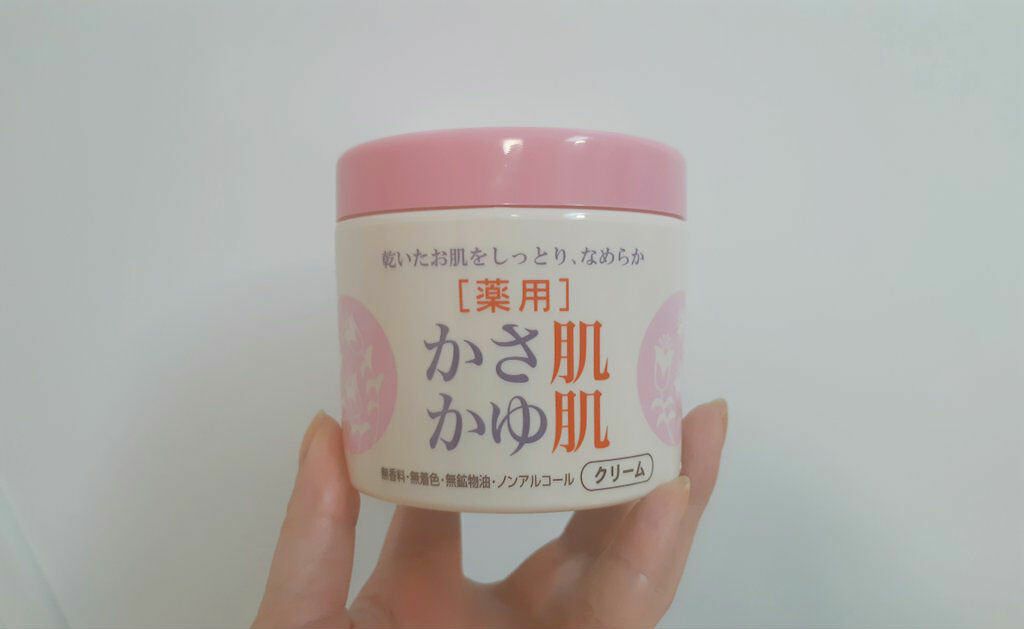 乾いたお肌をしっとり、なめらか
[薬用]
かさ肌
かゆ肌
無香料・無着色・無鉱物油・ノンアルコール クリーム